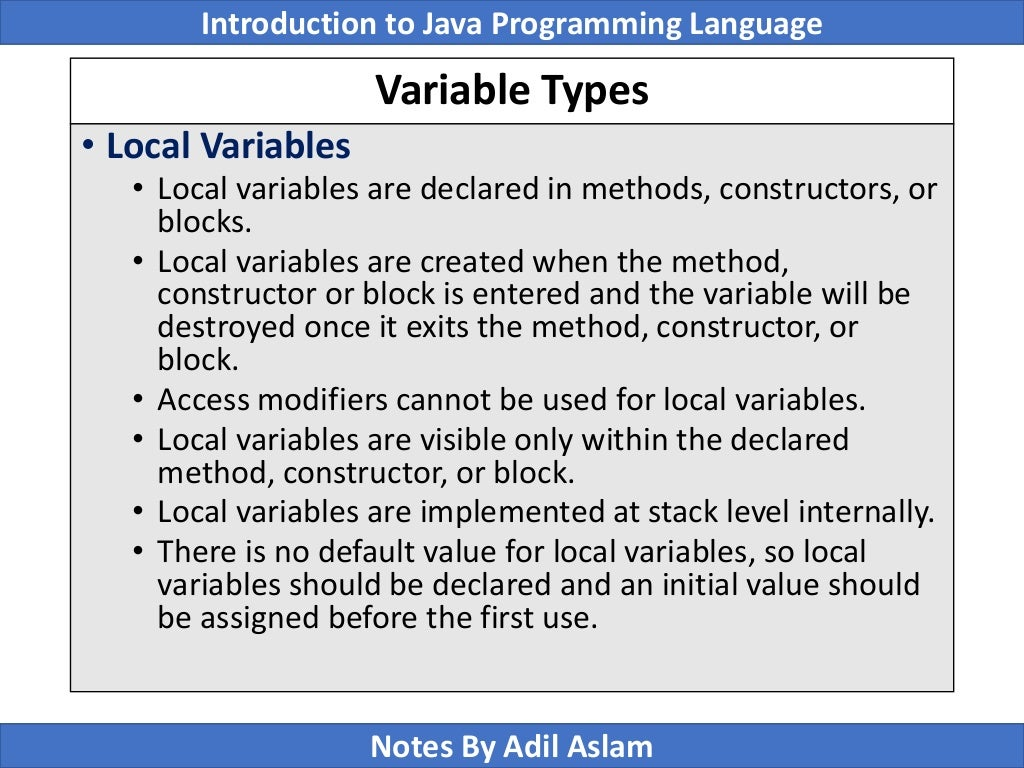 Introduction to Java Programming Language
Variable Types
• Local Variables
• Local variables are declared in methods, constructors, or
blocks.
• Local variables are created when the method,
constructor or block is entered and the variable will be
destroyed once it exits the method, constructor, or
block.
• Access modifiers cannot be used for local variables.
• Local variables are visible only within the declared
method, constructor, or block.
• Local variables are implemented at stack level internally.
• There is no default value for local variables, so local
variables should be declared and an initial value should
be assigned before the first use.
Notes By Adil Aslam